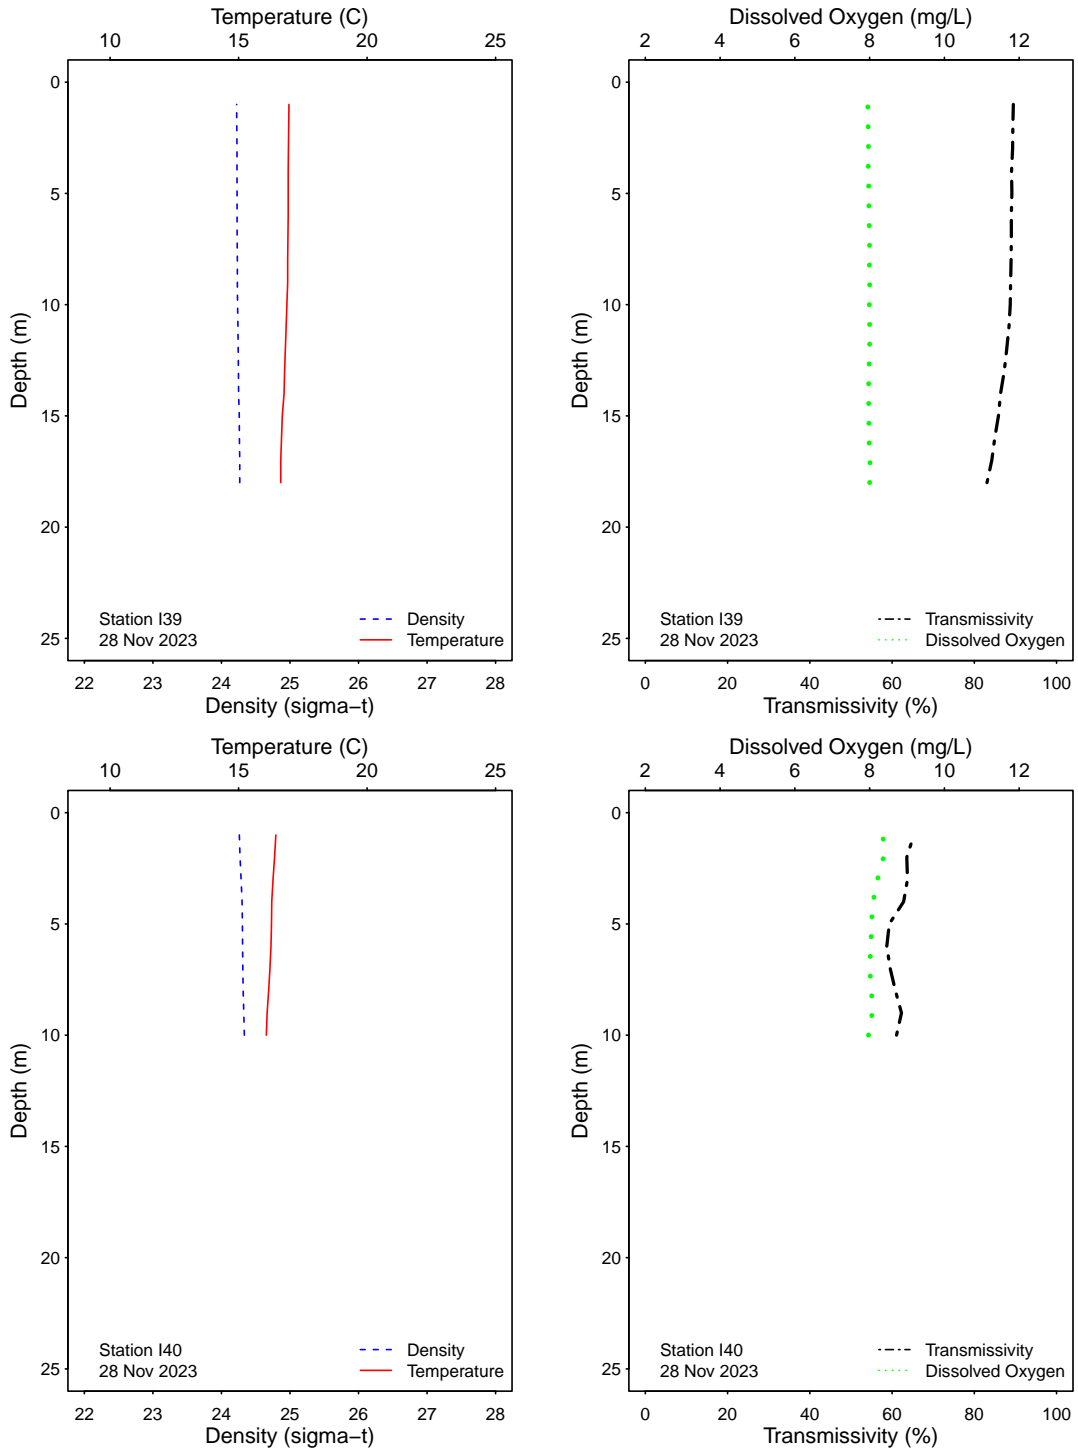 Temperature (C)
10 15 20 25
0
5
10
15
20
25
Depth (m)
Station I39
28 Nov 2023
Density
Temperature
22 23 24 25 26 27 28
Density (sigma−t)
Dissolved Oxygen (mg/L)
2 4 6 8 10 12
0
5
10
15
20
25
Depth (m)
Station I39
28 Nov 2023
Transmissivity
Dissolved Oxygen
0 20 40 60 80 100
Transmissivity (%)
Temperature (C)
10 15 20 25
0
5
10
15
20
25
Depth (m)
Station I40
28 Nov 2023
Density
Temperature
22 23 24 25 26 27 28
Density (sigma−t)
Dissolved Oxygen (mg/L)
2 4 6 8 10 12
0
5
10
15
20
25
Depth (m)
Station I40
28 Nov 2023
Transmissivity
Dissolved Oxygen
0 20 40 60 80 100
Transmissivity (%)